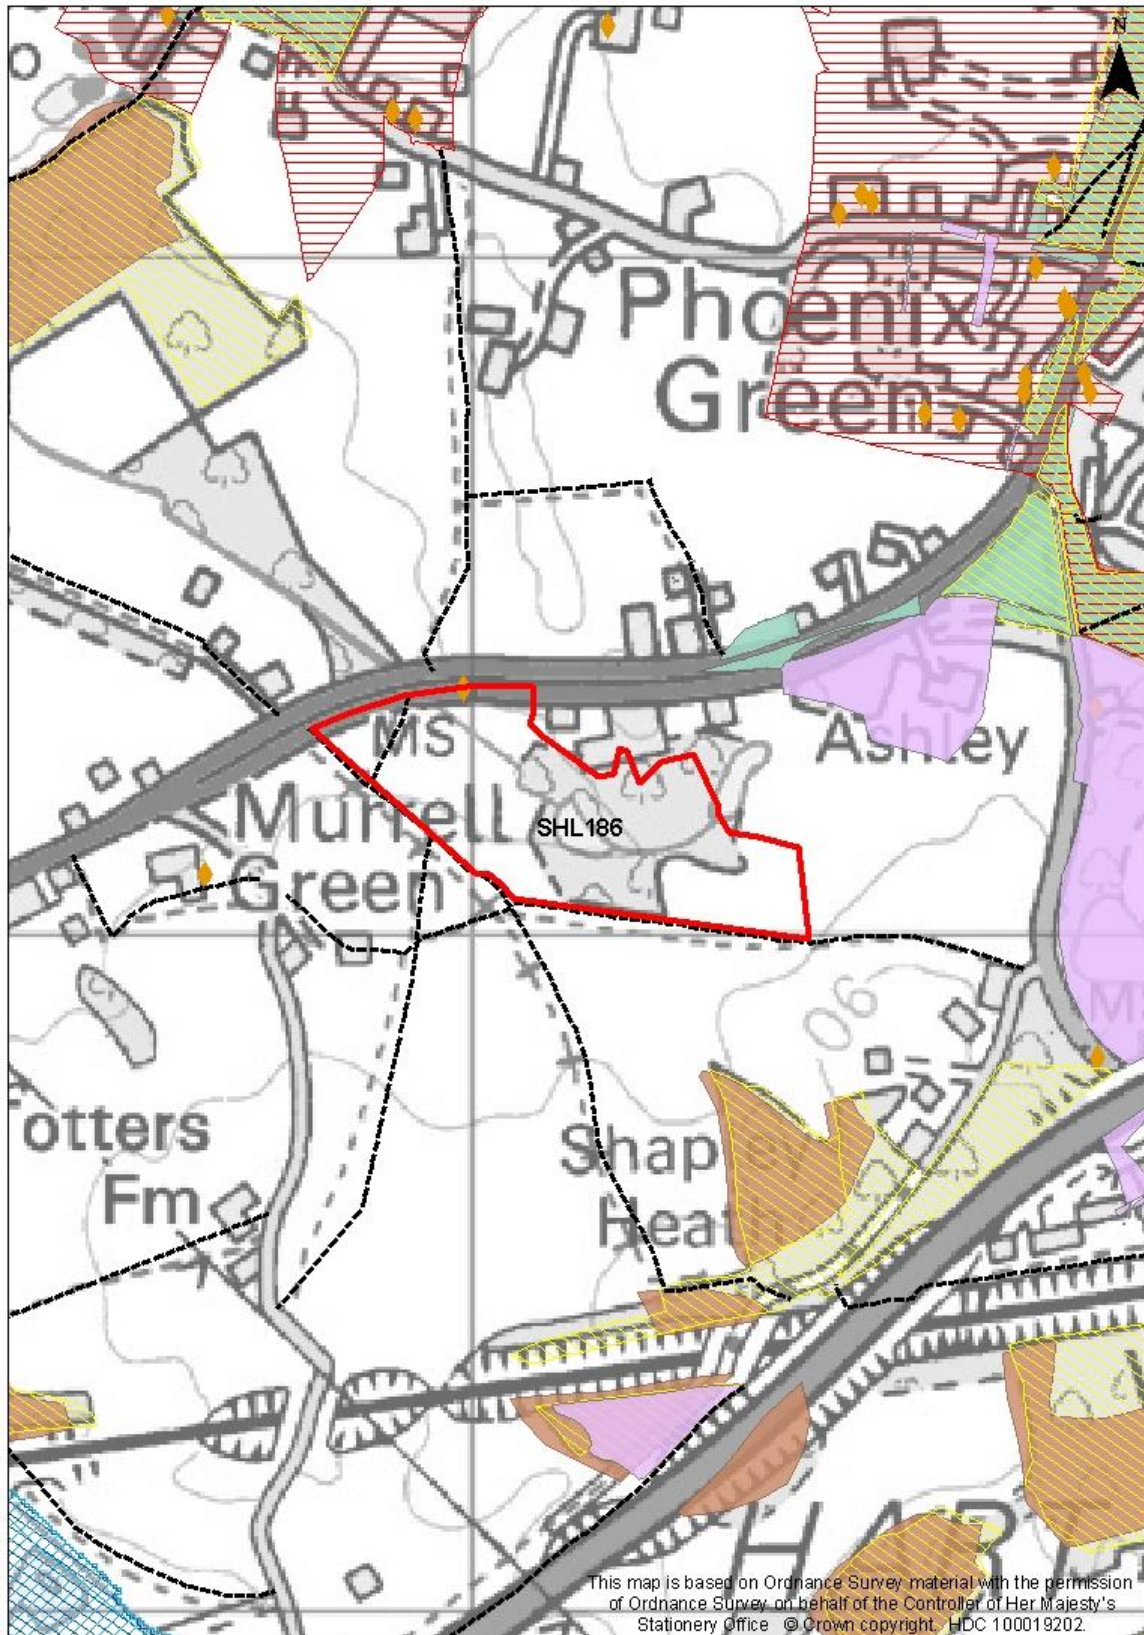 N
Phoenix
Green
MS
Ashley
Murrell
Green
SHL186
90
Shapley
Heath
Fm
HART
This map is based on Ordnance Survey material with the permission
of Ordnance Survey on behalf of the Controller of Her Majesty's
Stationery Office © Crown copyright. HDC 100019202.